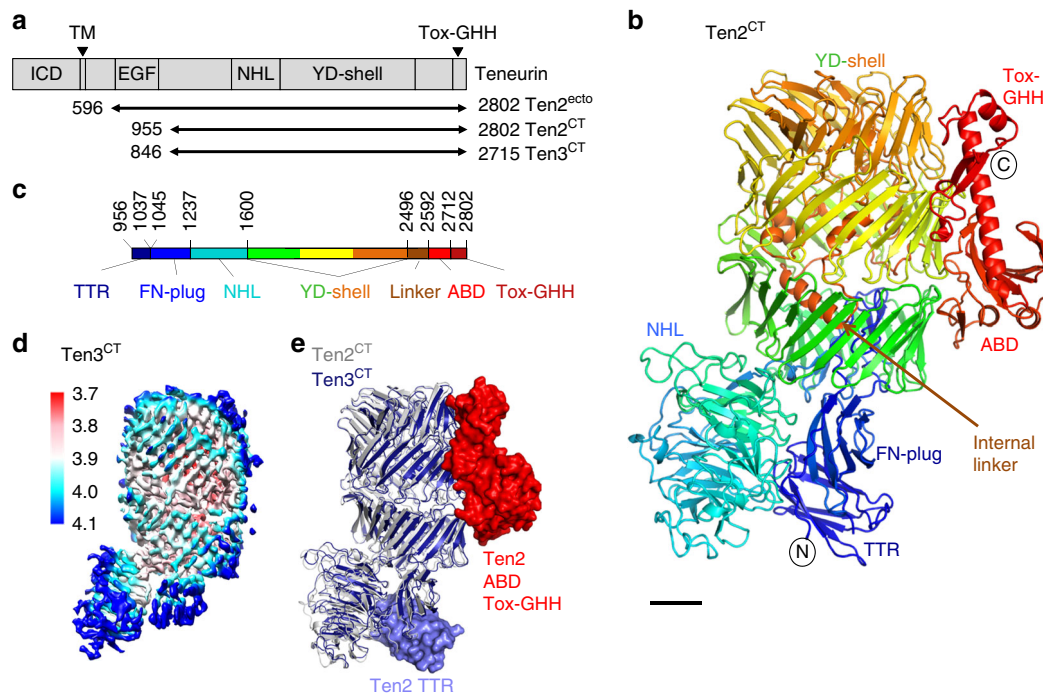 a
TM
Tox-GHH
ICD
EGF
NHL
YD-shell
Teneurin
596
2802 Ten2ecto
955
2802 Ten2CT
846
2715 Ten3CT
b
Ten2CT
YD-shell
Tox-
GHH
C
NHL
ABD
FN-plug
Internal
linker
N
TTR
c
956
1037
1045
1237
1600
2496
2592
2712
2802
TTR
FN-plug
NHL
YD-shell
Linker
ABD
Tox-GHH
d
Ten3CT
3.7
3.8
3.9
4.0
4.1
e
Ten2CT
Ten3CT
Ten2
ABD
Tox-GHH
Ten2 TTR